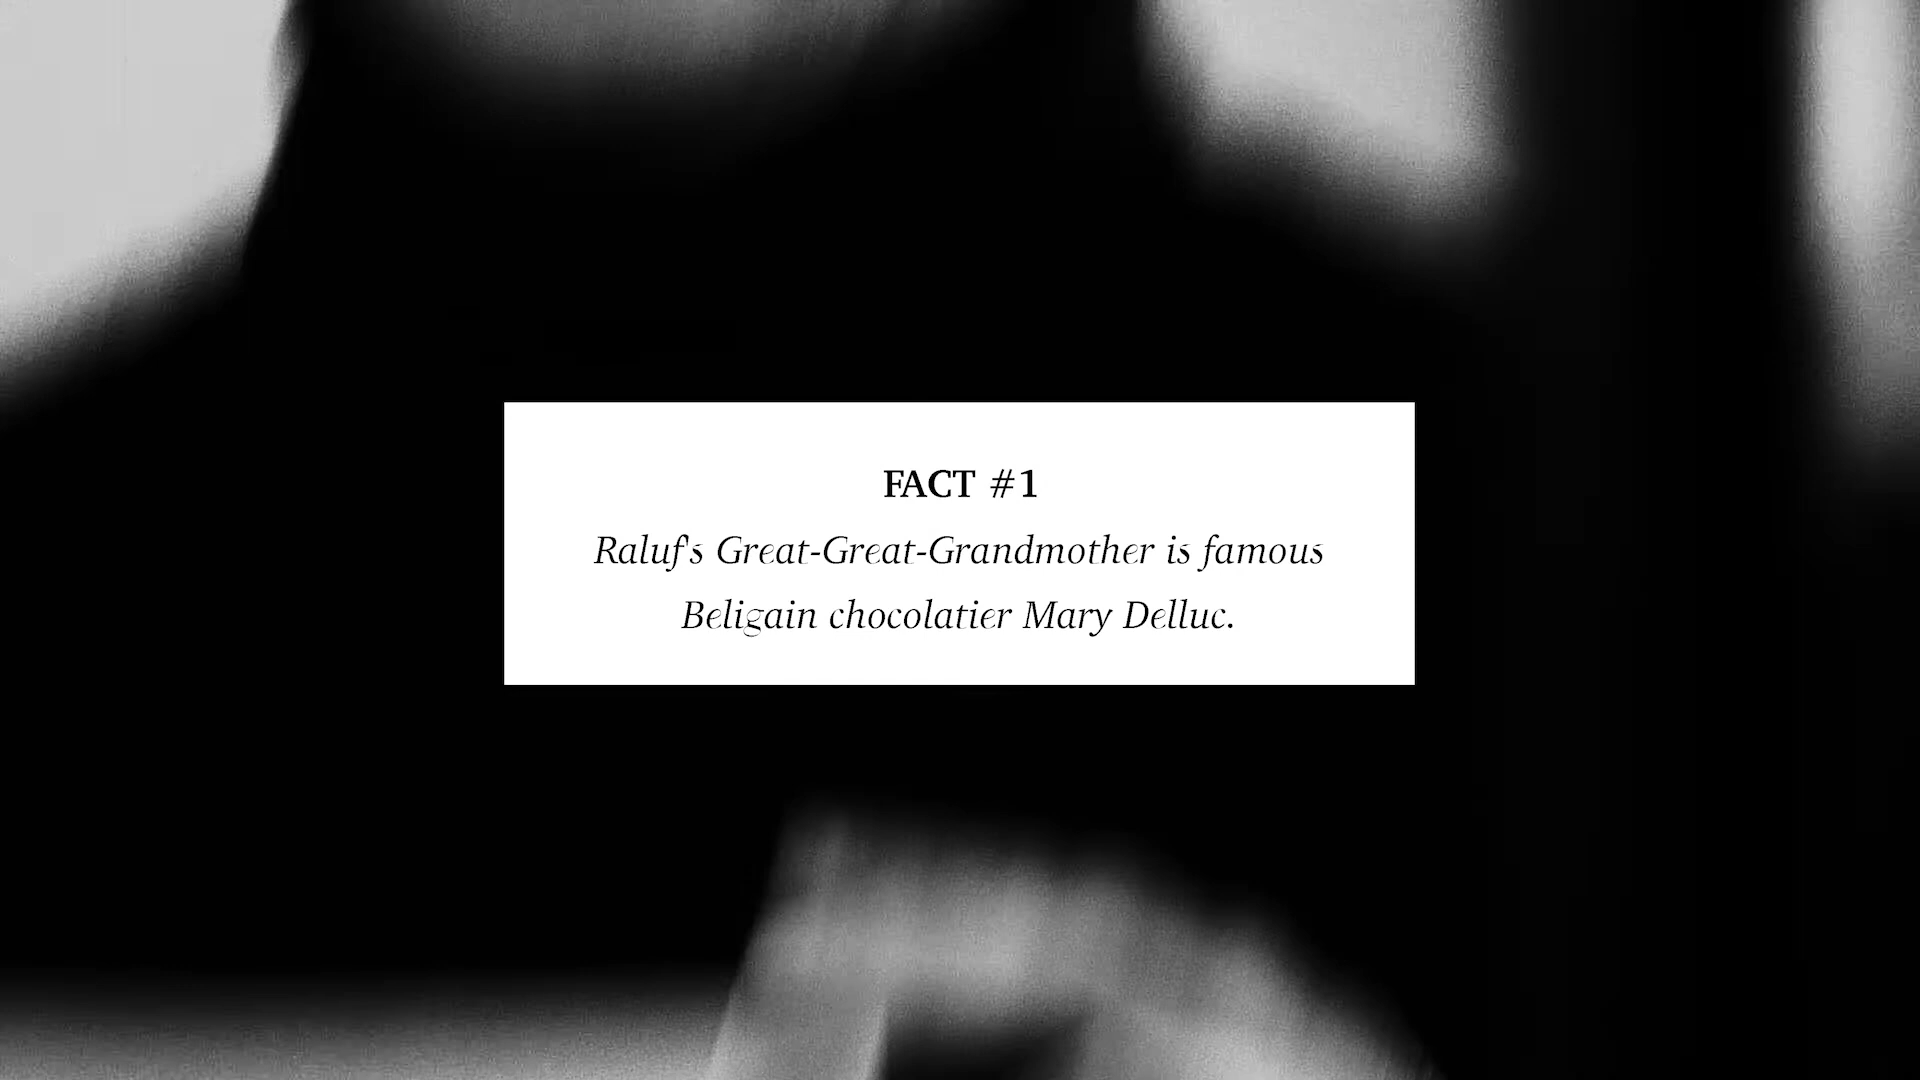 FACT #1
Raluf's Great-Great-Grandmother is famous
Beligain chocolatier Mary Delluc.